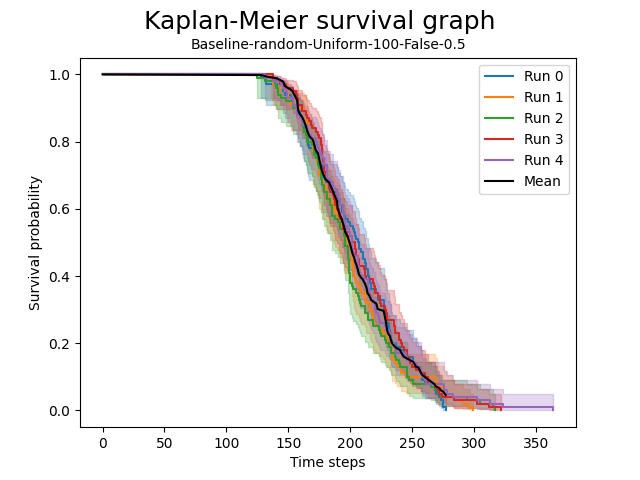 Kaplan-Meier survival graph
Baseline-random-Uniform-100-False-0.5
Survival probability
1.0
0.8
0.6
0.4
0.2
0.0
Run 0
Run 1
Run 2
Run 3
Run 4
Mean
0 50 100 150 200 250 300 350
Time steps